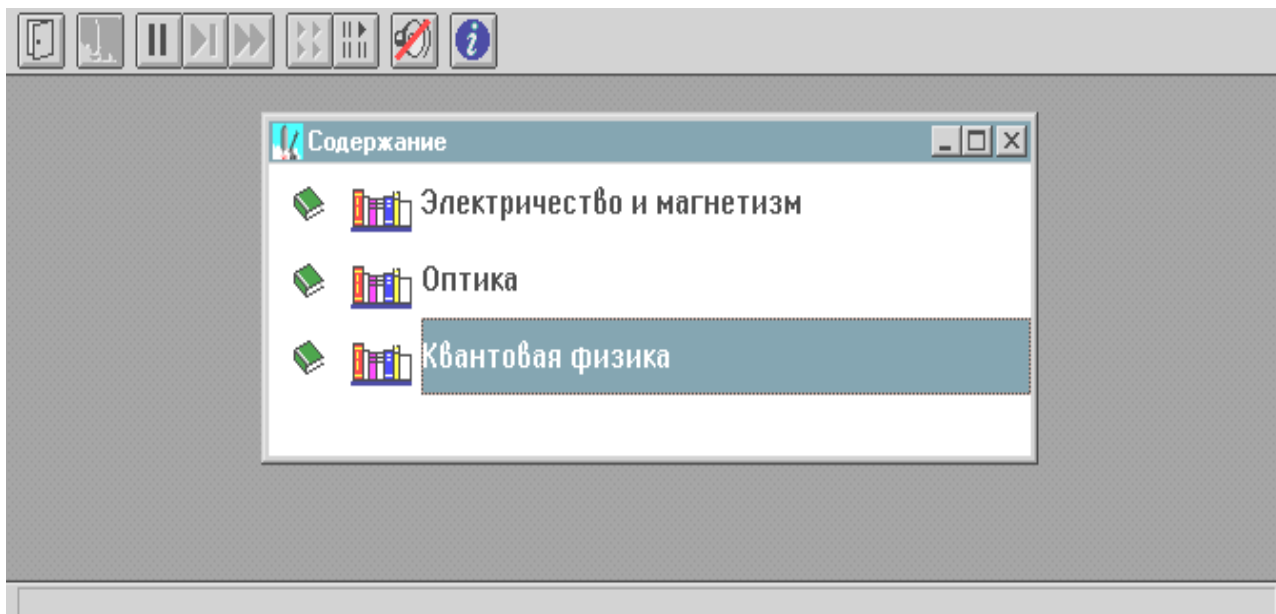 Содержание
Электричество и магнетизм
Оптика
Квантовая физика